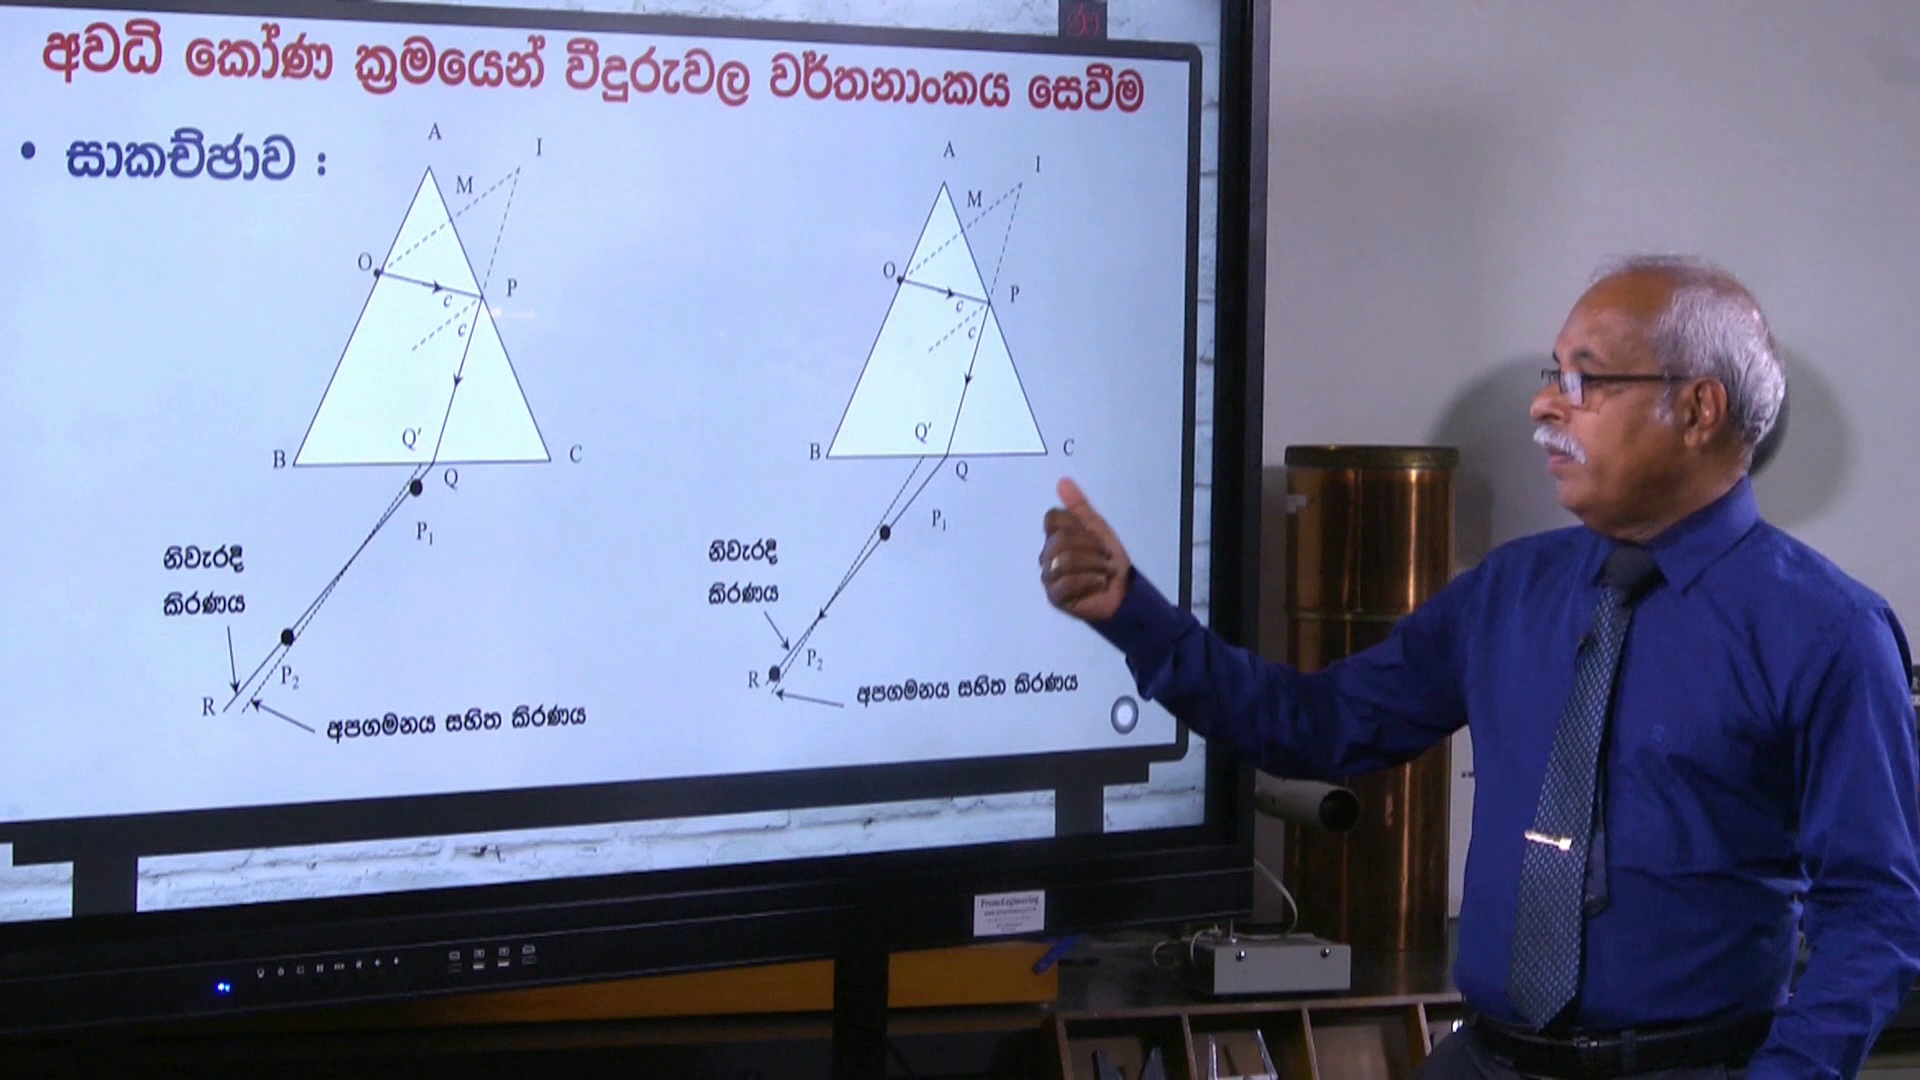 අවධි කෝණ ක්‍රමයෙන් වීදුරුවල වර්තනාංකය සෙවීම
• සාකච්ඡාව :
A
I
M
O
P
c
c
Q′
B
C
Q
P₁
නිවැරදි
කිරණය
P₂
R
අපගමනය සහිත කිරණය
A
I
M
O
P
c
c
Q′
B
C
Q
P₁
නිවැරදි
කිරණය
P₂
R
අපගමනය සහිත කිරණය